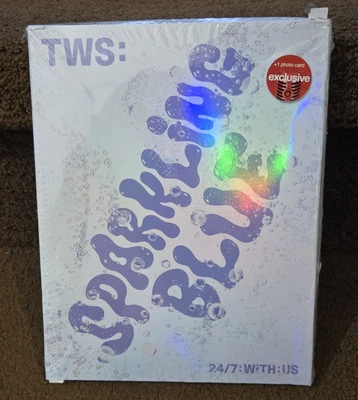 TWS:
+1 photo card
exclusive
SPARKLING
BLUE
24/7:WITH:US